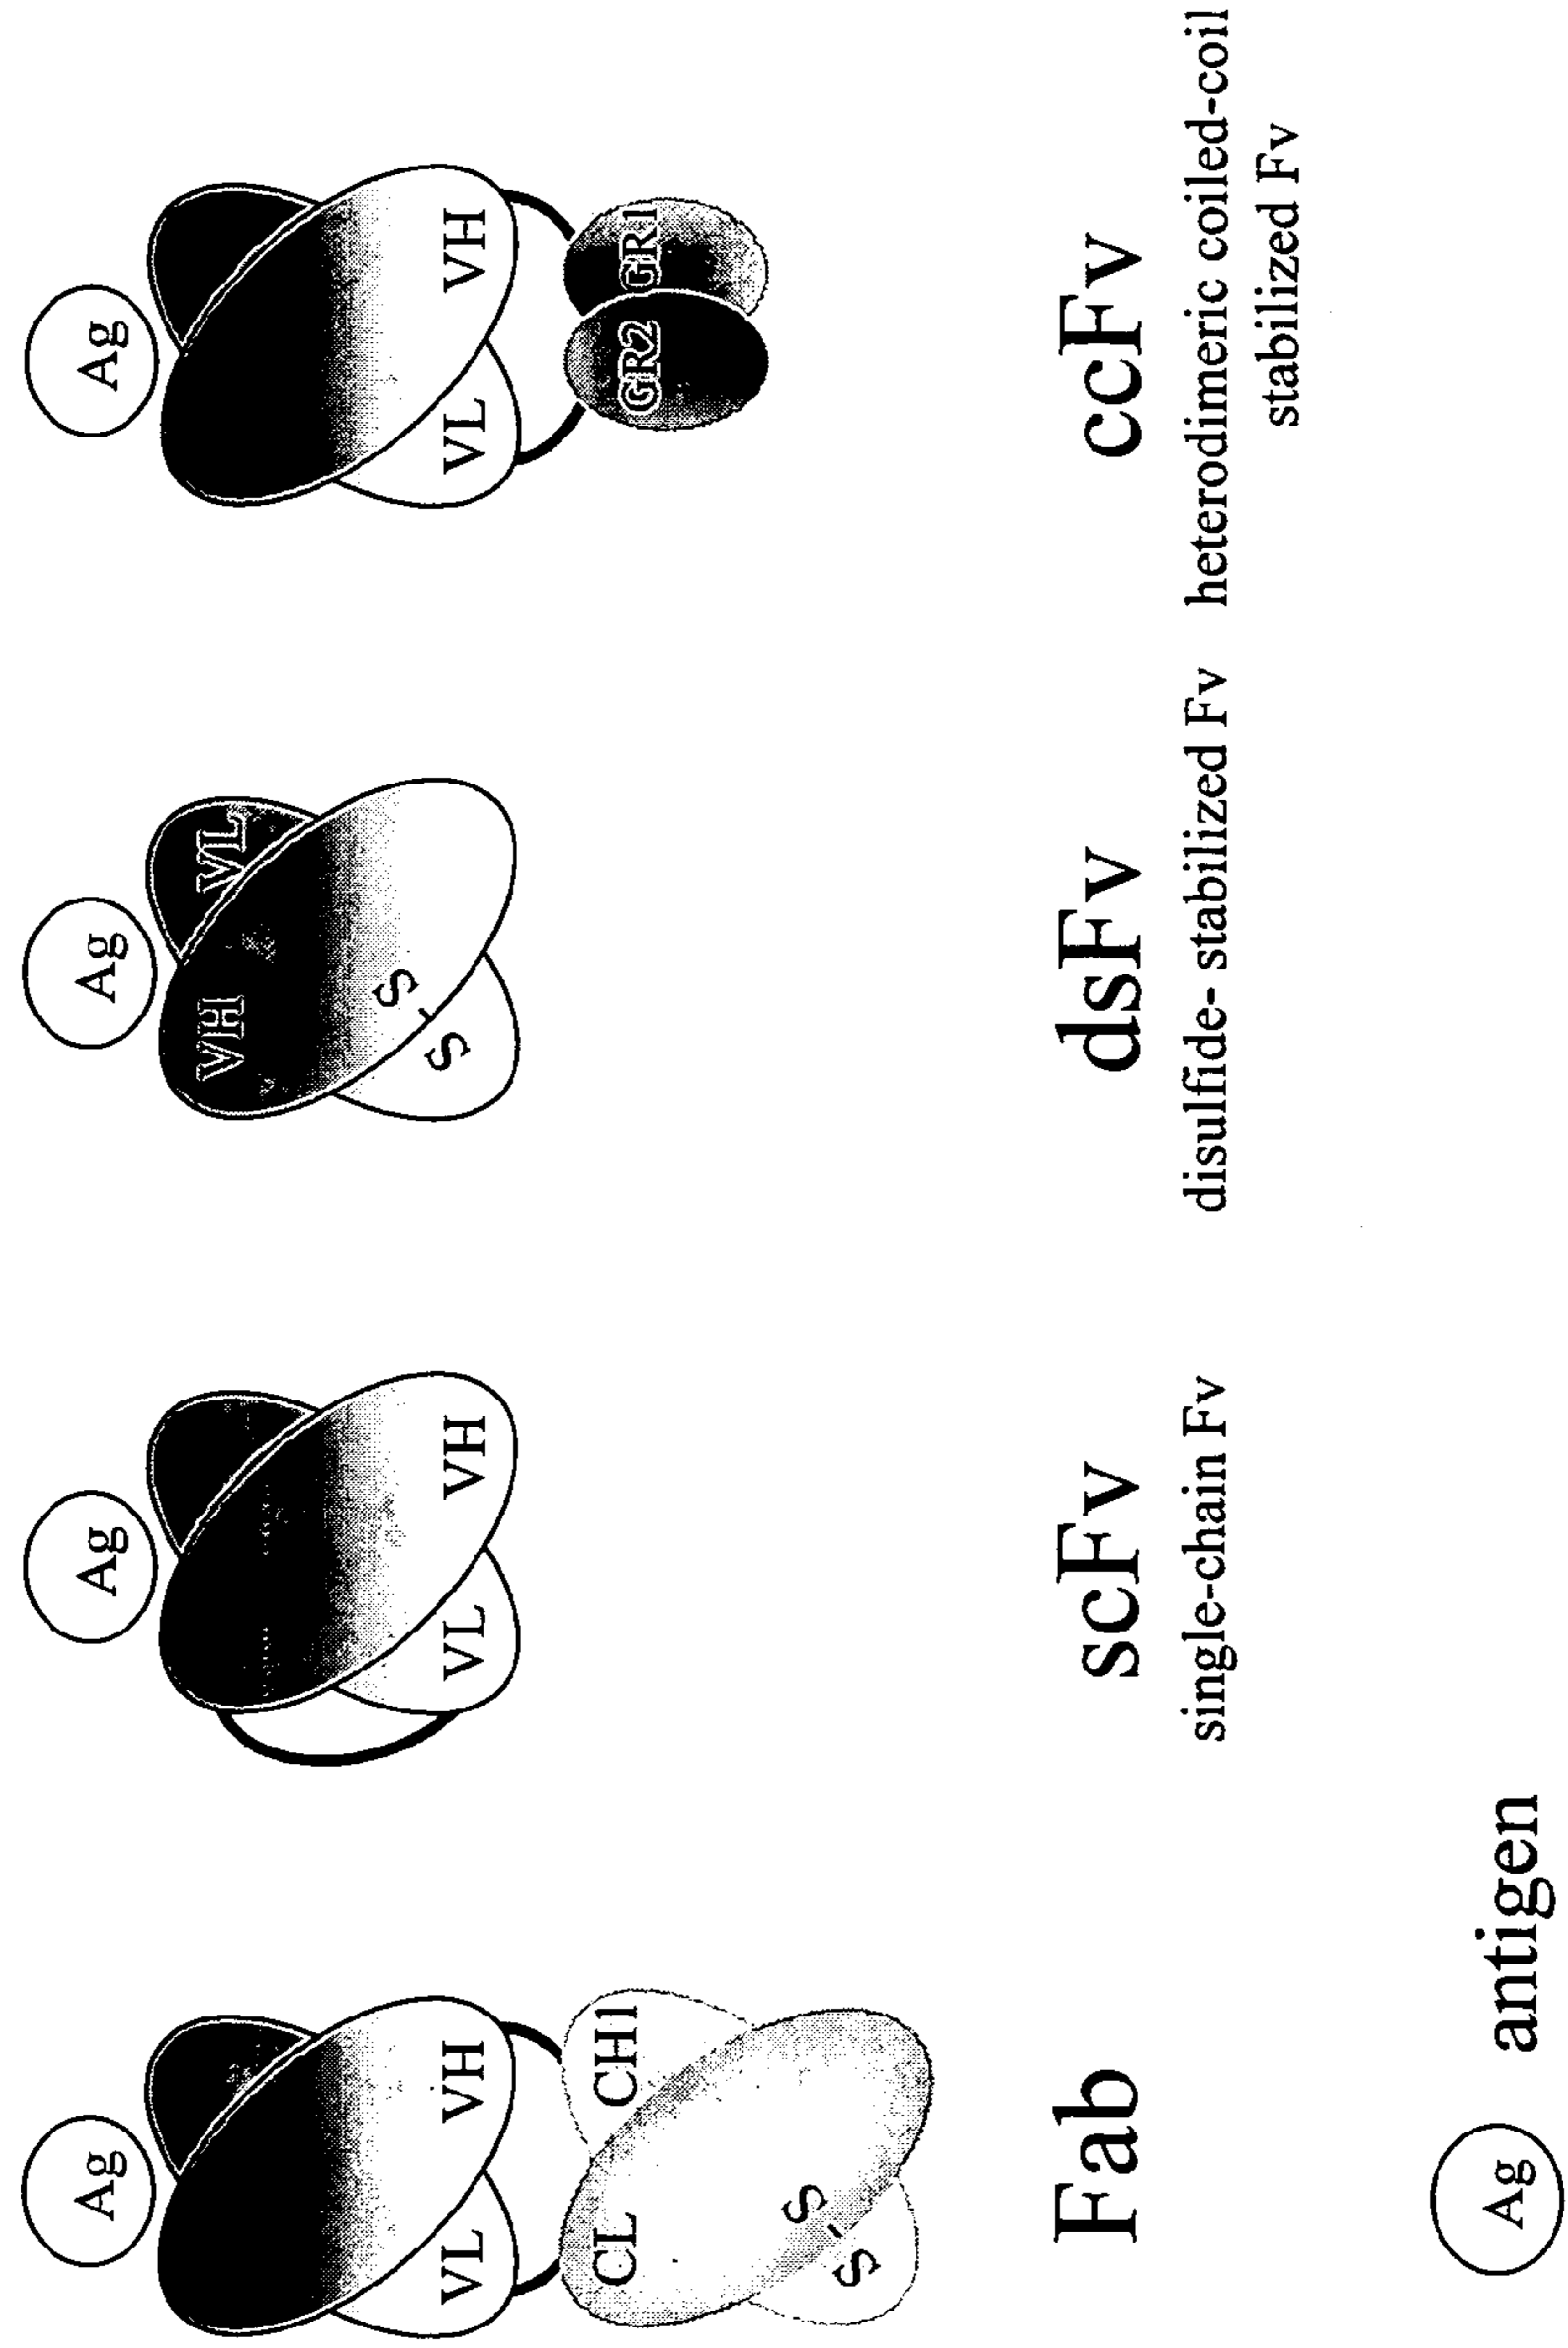 Ag
VL
VH
CL
CH1
S-S
Fab
Ag
VL
VH
scFv
single-chain Fv
Ag
VH
VL
S-S
dsFv
disulfide- stabilized Fv
Ag
VL
VH
GR2
GR1
ccFv
heterodimeric coiled-coil
stabilized Fv
Ag
antigen